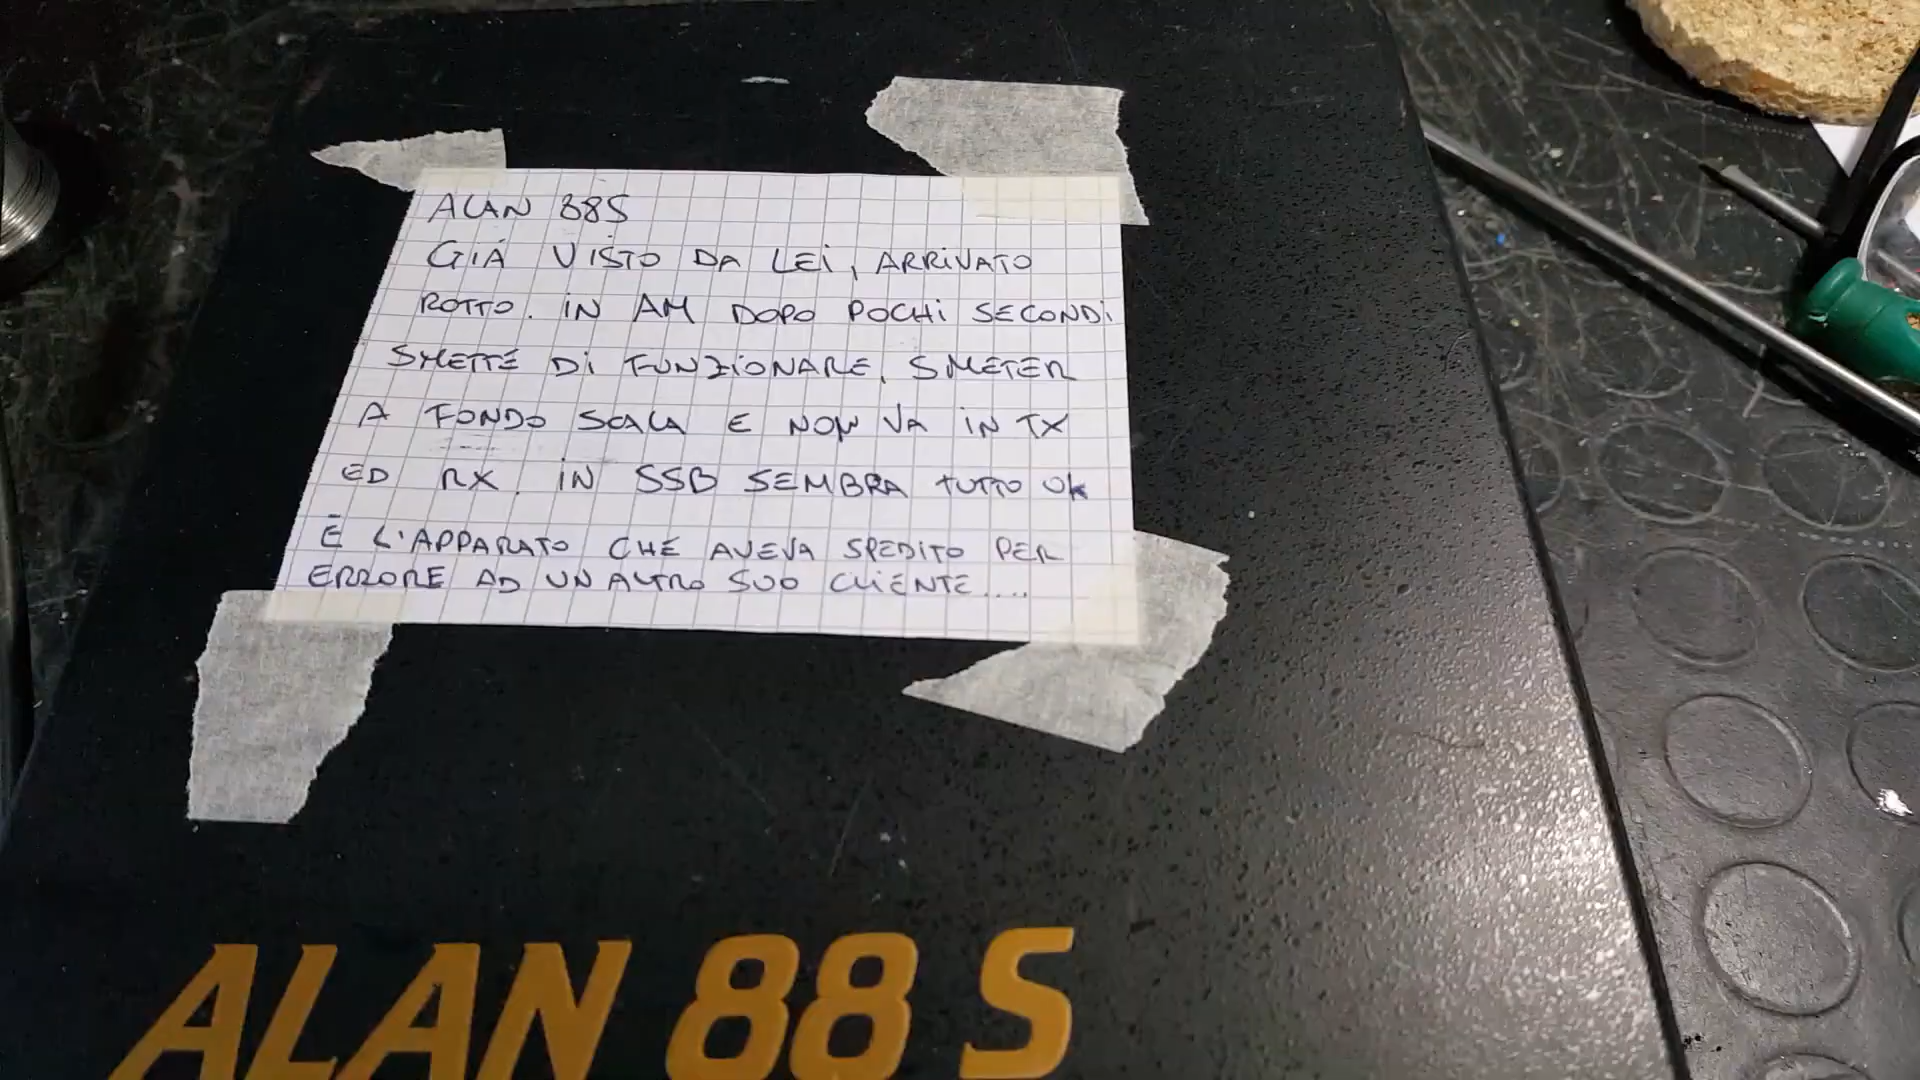 ALAN 88S
GIÁ VISTO DA LEI, ARRIVATO
ROTTO. IN AM DOPO POCHI SECONDI
SMETTE DI FUNZIONARE, SMETER
A FONDO SCALA E NON VA IN TX
ED RX. IN SSB SEMBRA TUTTO OK
É L'APPARATO CHE AVEVA SPEDITO PER
ERRORE AD UN ALTRO SUO CLIENTE....
ALAN 88 S